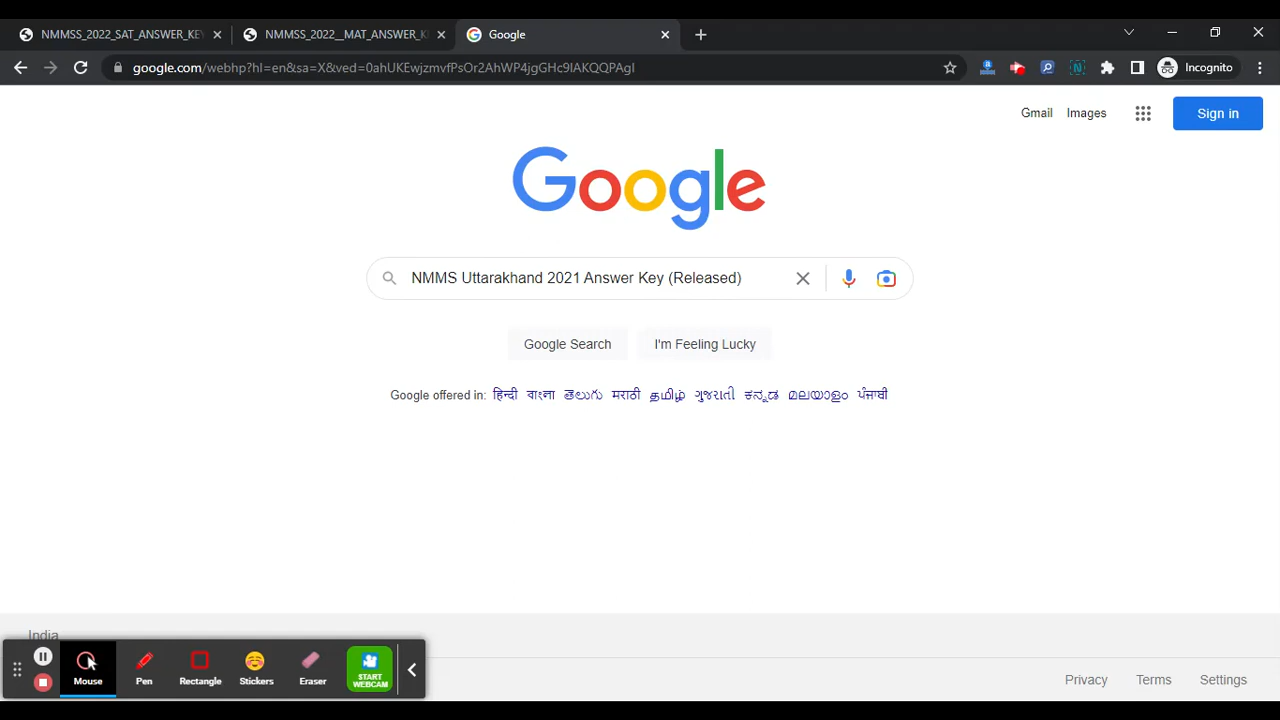 NMMSS_2022_SAT_ANSWER_KEY
NMMSS_2022__MAT_ANSWER_K
Google
google.com/webhp?hl=en&sa=X&ved=0ahUKEwjzmvfPsOr2AhWP4jgGHc9IAKQQPAgI
Incognito
Gmail
Images
Sign in
Google
NMMS Uttarakhand 2021 Answer Key (Released)
Google Search
I'm Feeling Lucky
Google offered in: हिन्दी বাংলা తెలుగు मराठी தமிழ் ગુજરાતી ಕನ್ನಡ മലയാളം ਪੰਜਾਬੀ
India
Mouse
Pen
Rectangle
Stickers
Eraser
START
WEBCAM
Privacy
Terms
Settings